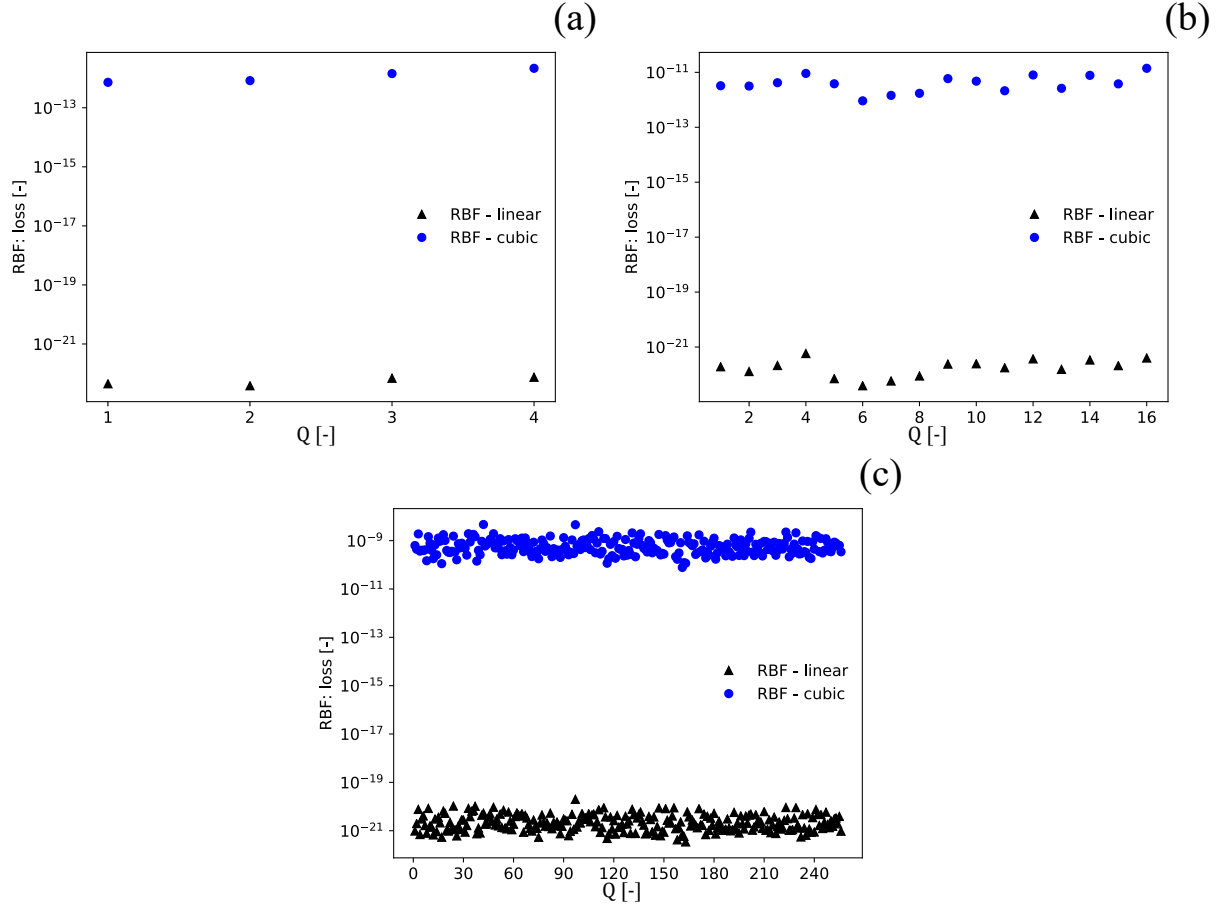 (a)
RBF: loss [-]
10⁻¹³
10⁻¹⁵
10⁻¹⁷
10⁻¹⁹
10⁻²¹
RBF - linear
RBF - cubic
1 2 3 4
Q [-]
(b)
RBF: loss [-]
10⁻¹¹
10⁻¹³
10⁻¹⁵
10⁻¹⁷
10⁻¹⁹
10⁻²¹
RBF - linear
RBF - cubic
2 4 6 8 10 12 14 16
Q [-]
(c)
RBF: loss [-]
10⁻⁹
10⁻¹¹
10⁻¹³
10⁻¹⁵
10⁻¹⁷
10⁻¹⁹
10⁻²¹
RBF - linear
RBF - cubic
0 30 60 90 120 150 180 210 240
Q [-]